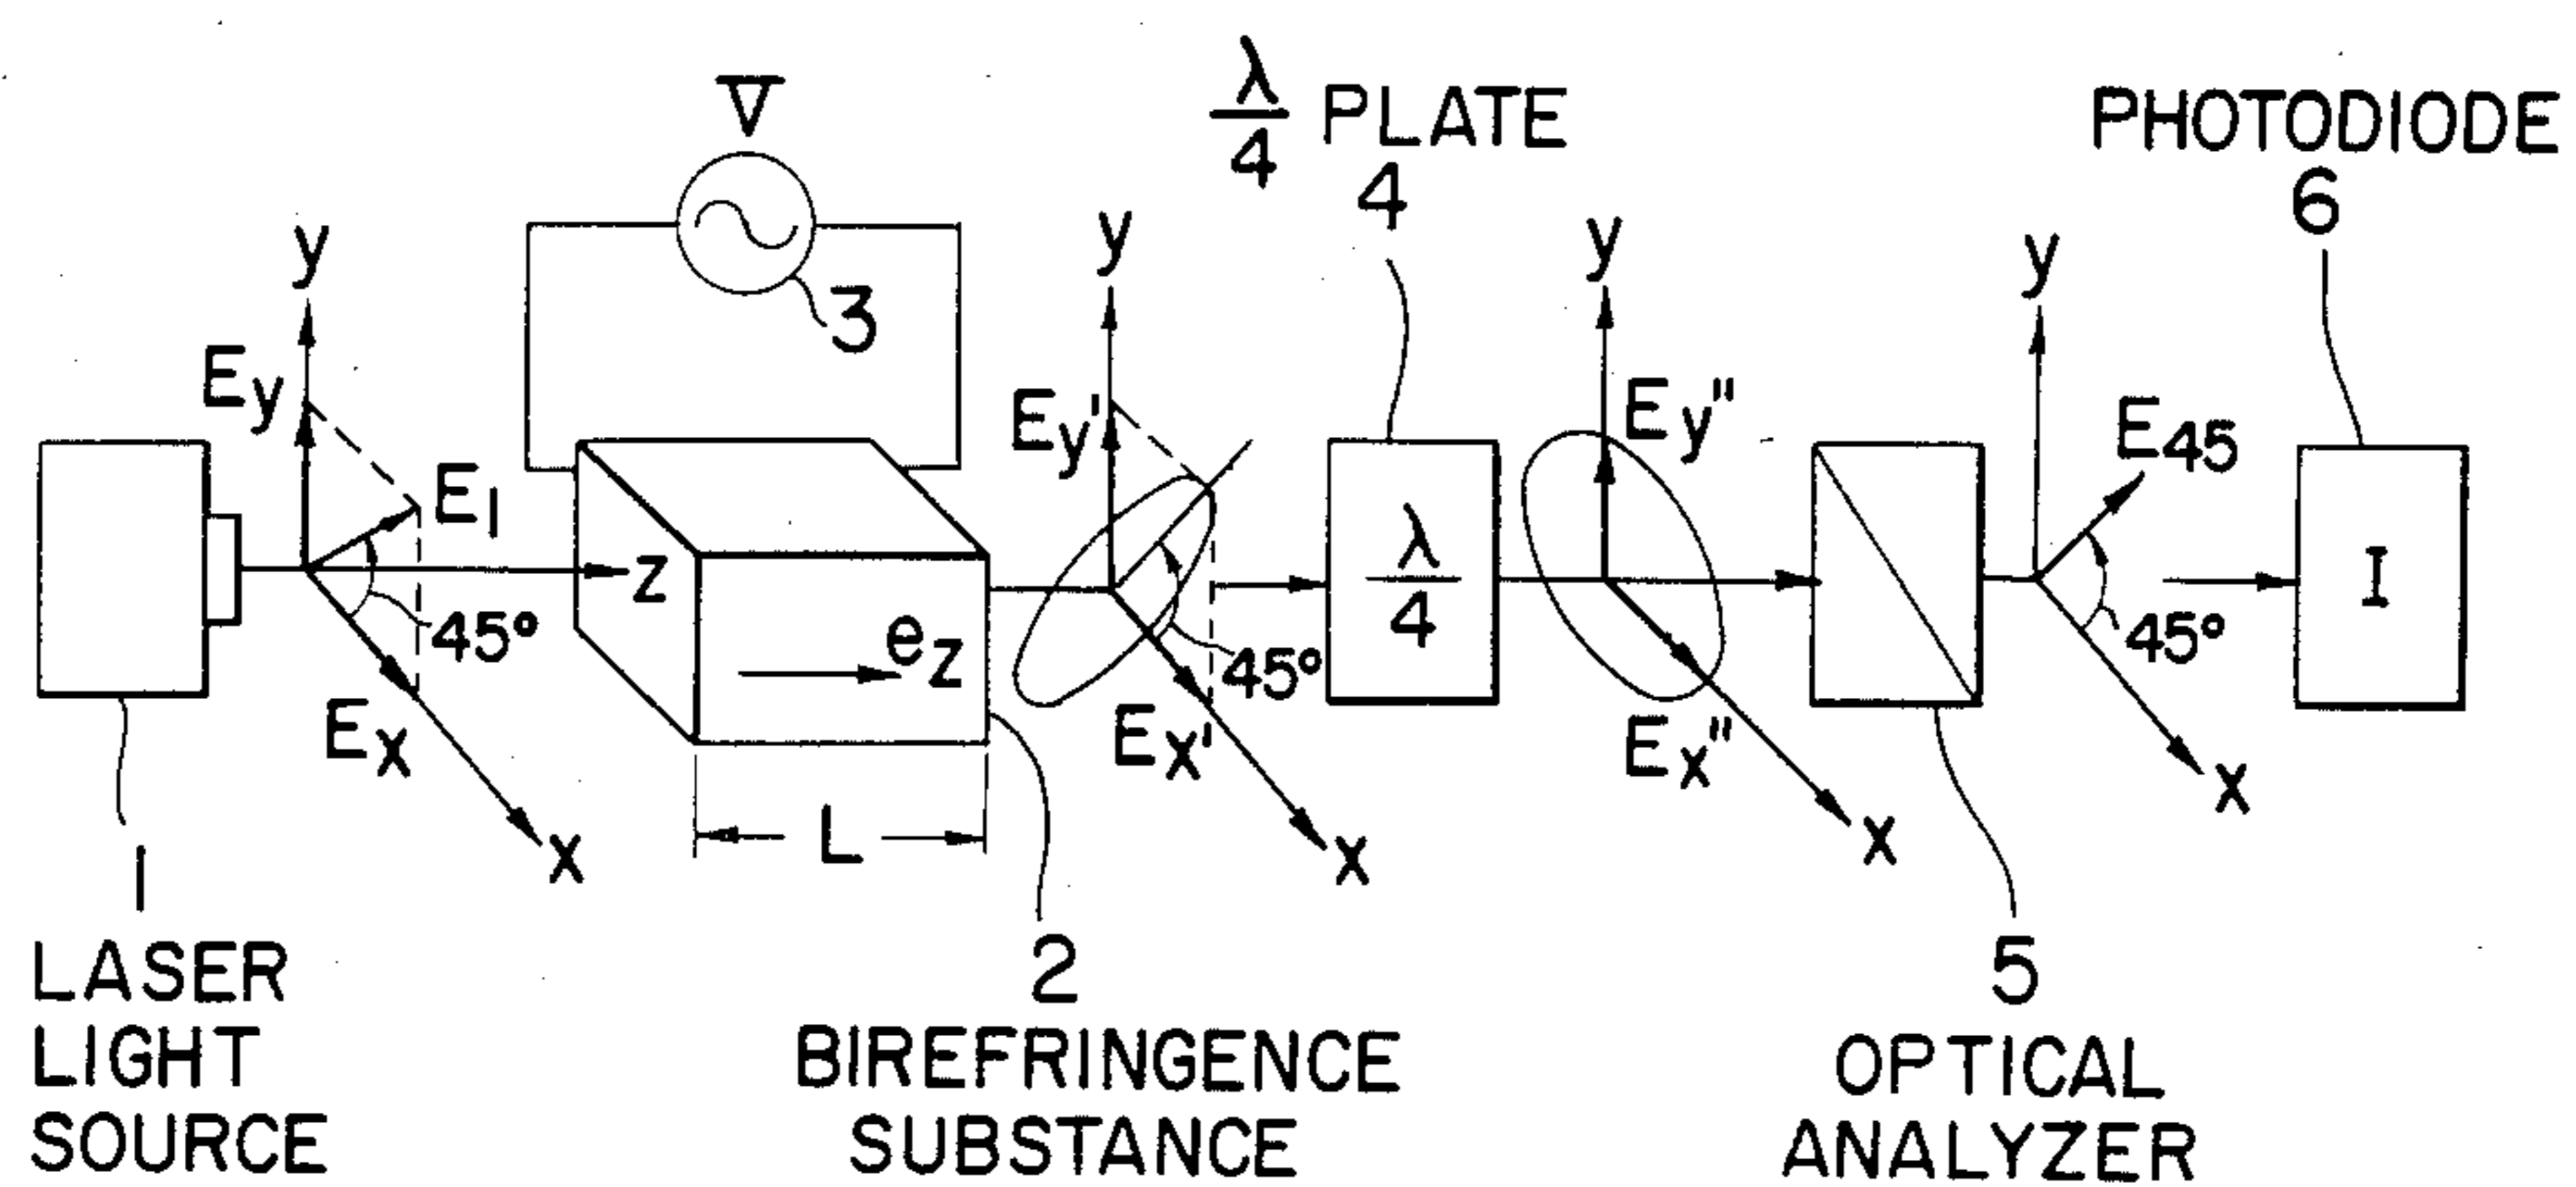 V
3
λ/4 PLATE
4
PHOTODIODE
6
y
Ey
E1
z
45°
Ex
x
ez
L
y
Ey'
45°
Ex'
x
λ/4
y
Ey"
Ex"
x
y
E45
45°
x
I
1
LASER
LIGHT
SOURCE
2
BIREFRINGENCE
SUBSTANCE
5
OPTICAL
ANALYZER